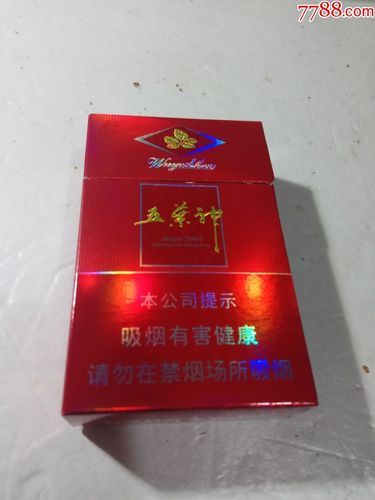 7788.com
Wuyeshen
五葉神
since 2000
本公司提示
吸烟有害健康
请勿在禁烟场所吸烟